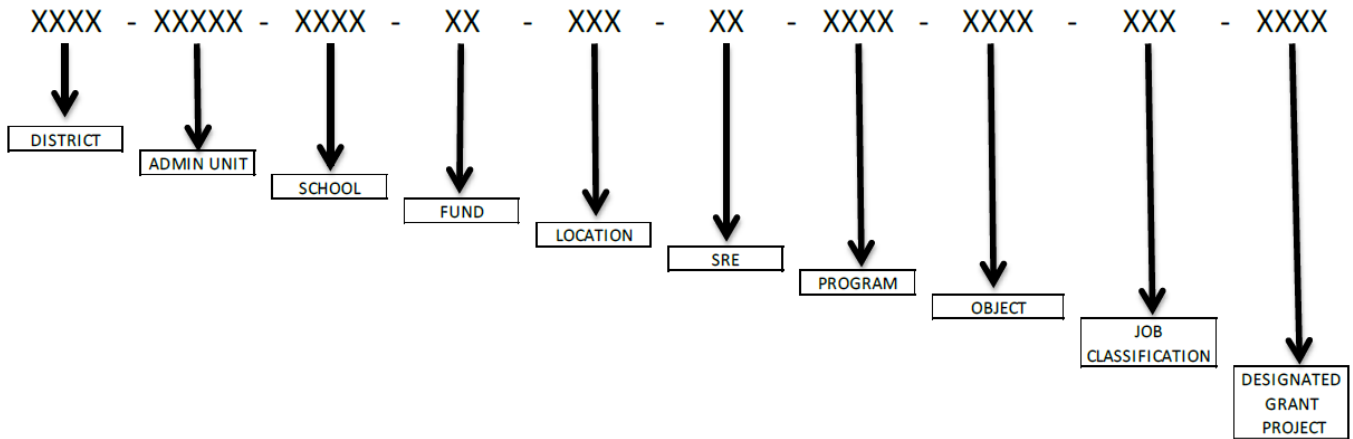 XXXX - XXXXX - XXXX - XX - XXX - XX - XXXX - XXXX - XXX - XXXX
DISTRICT
ADMIN UNIT
SCHOOL
FUND
LOCATION
SRE
PROGRAM
OBJECT
JOB
CLASSIFICATION
DESIGNATED
GRANT
PROJECT